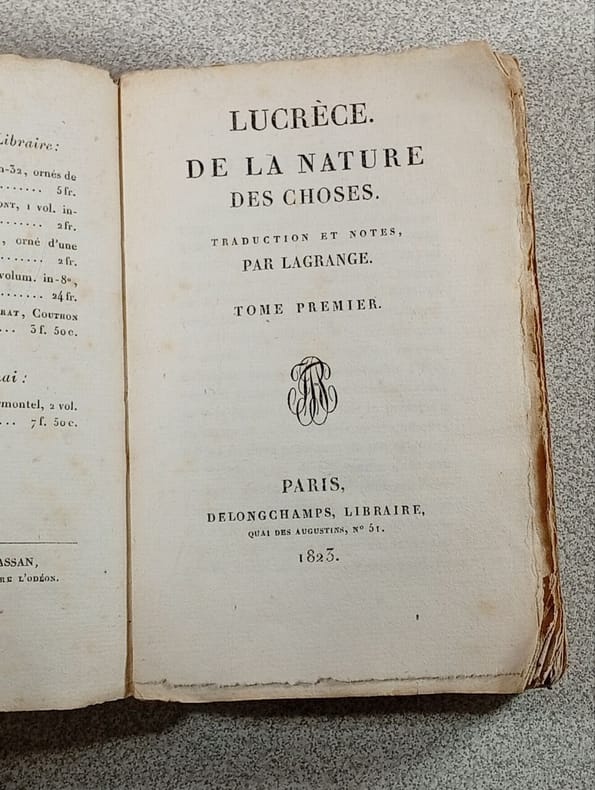 Libraire:
n-32, ornés de
........ 5 fr.
ONT, 1 vol. in-
........ 2 fr.
, orné d'une
........ 2 fr.
volum. in-8°,
........ 24 fr.
RAT, COUTHON
... 3 f. 50 c.
ai:
rmontel, 2 vol.
... 7 f. 50 c.
ASSAN,
RE L'ODÉON.
LUCRÈCE.
DE LA NATURE
DES CHOSES.
TRADUCTION ET NOTES,
PAR LAGRANGE.
TOME PREMIER.
PARIS,
DELONGCHAMPS, LIBRAIRE,
QUAI DES AUGUSTINS, N° 51.
1823.